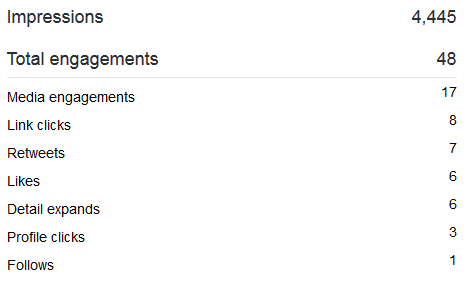 Impressions 4,445
Total engagements 48
Media engagements 17
Link clicks 8
Retweets 7
Likes 6
Detail expands 6
Profile clicks 3
Follows 1